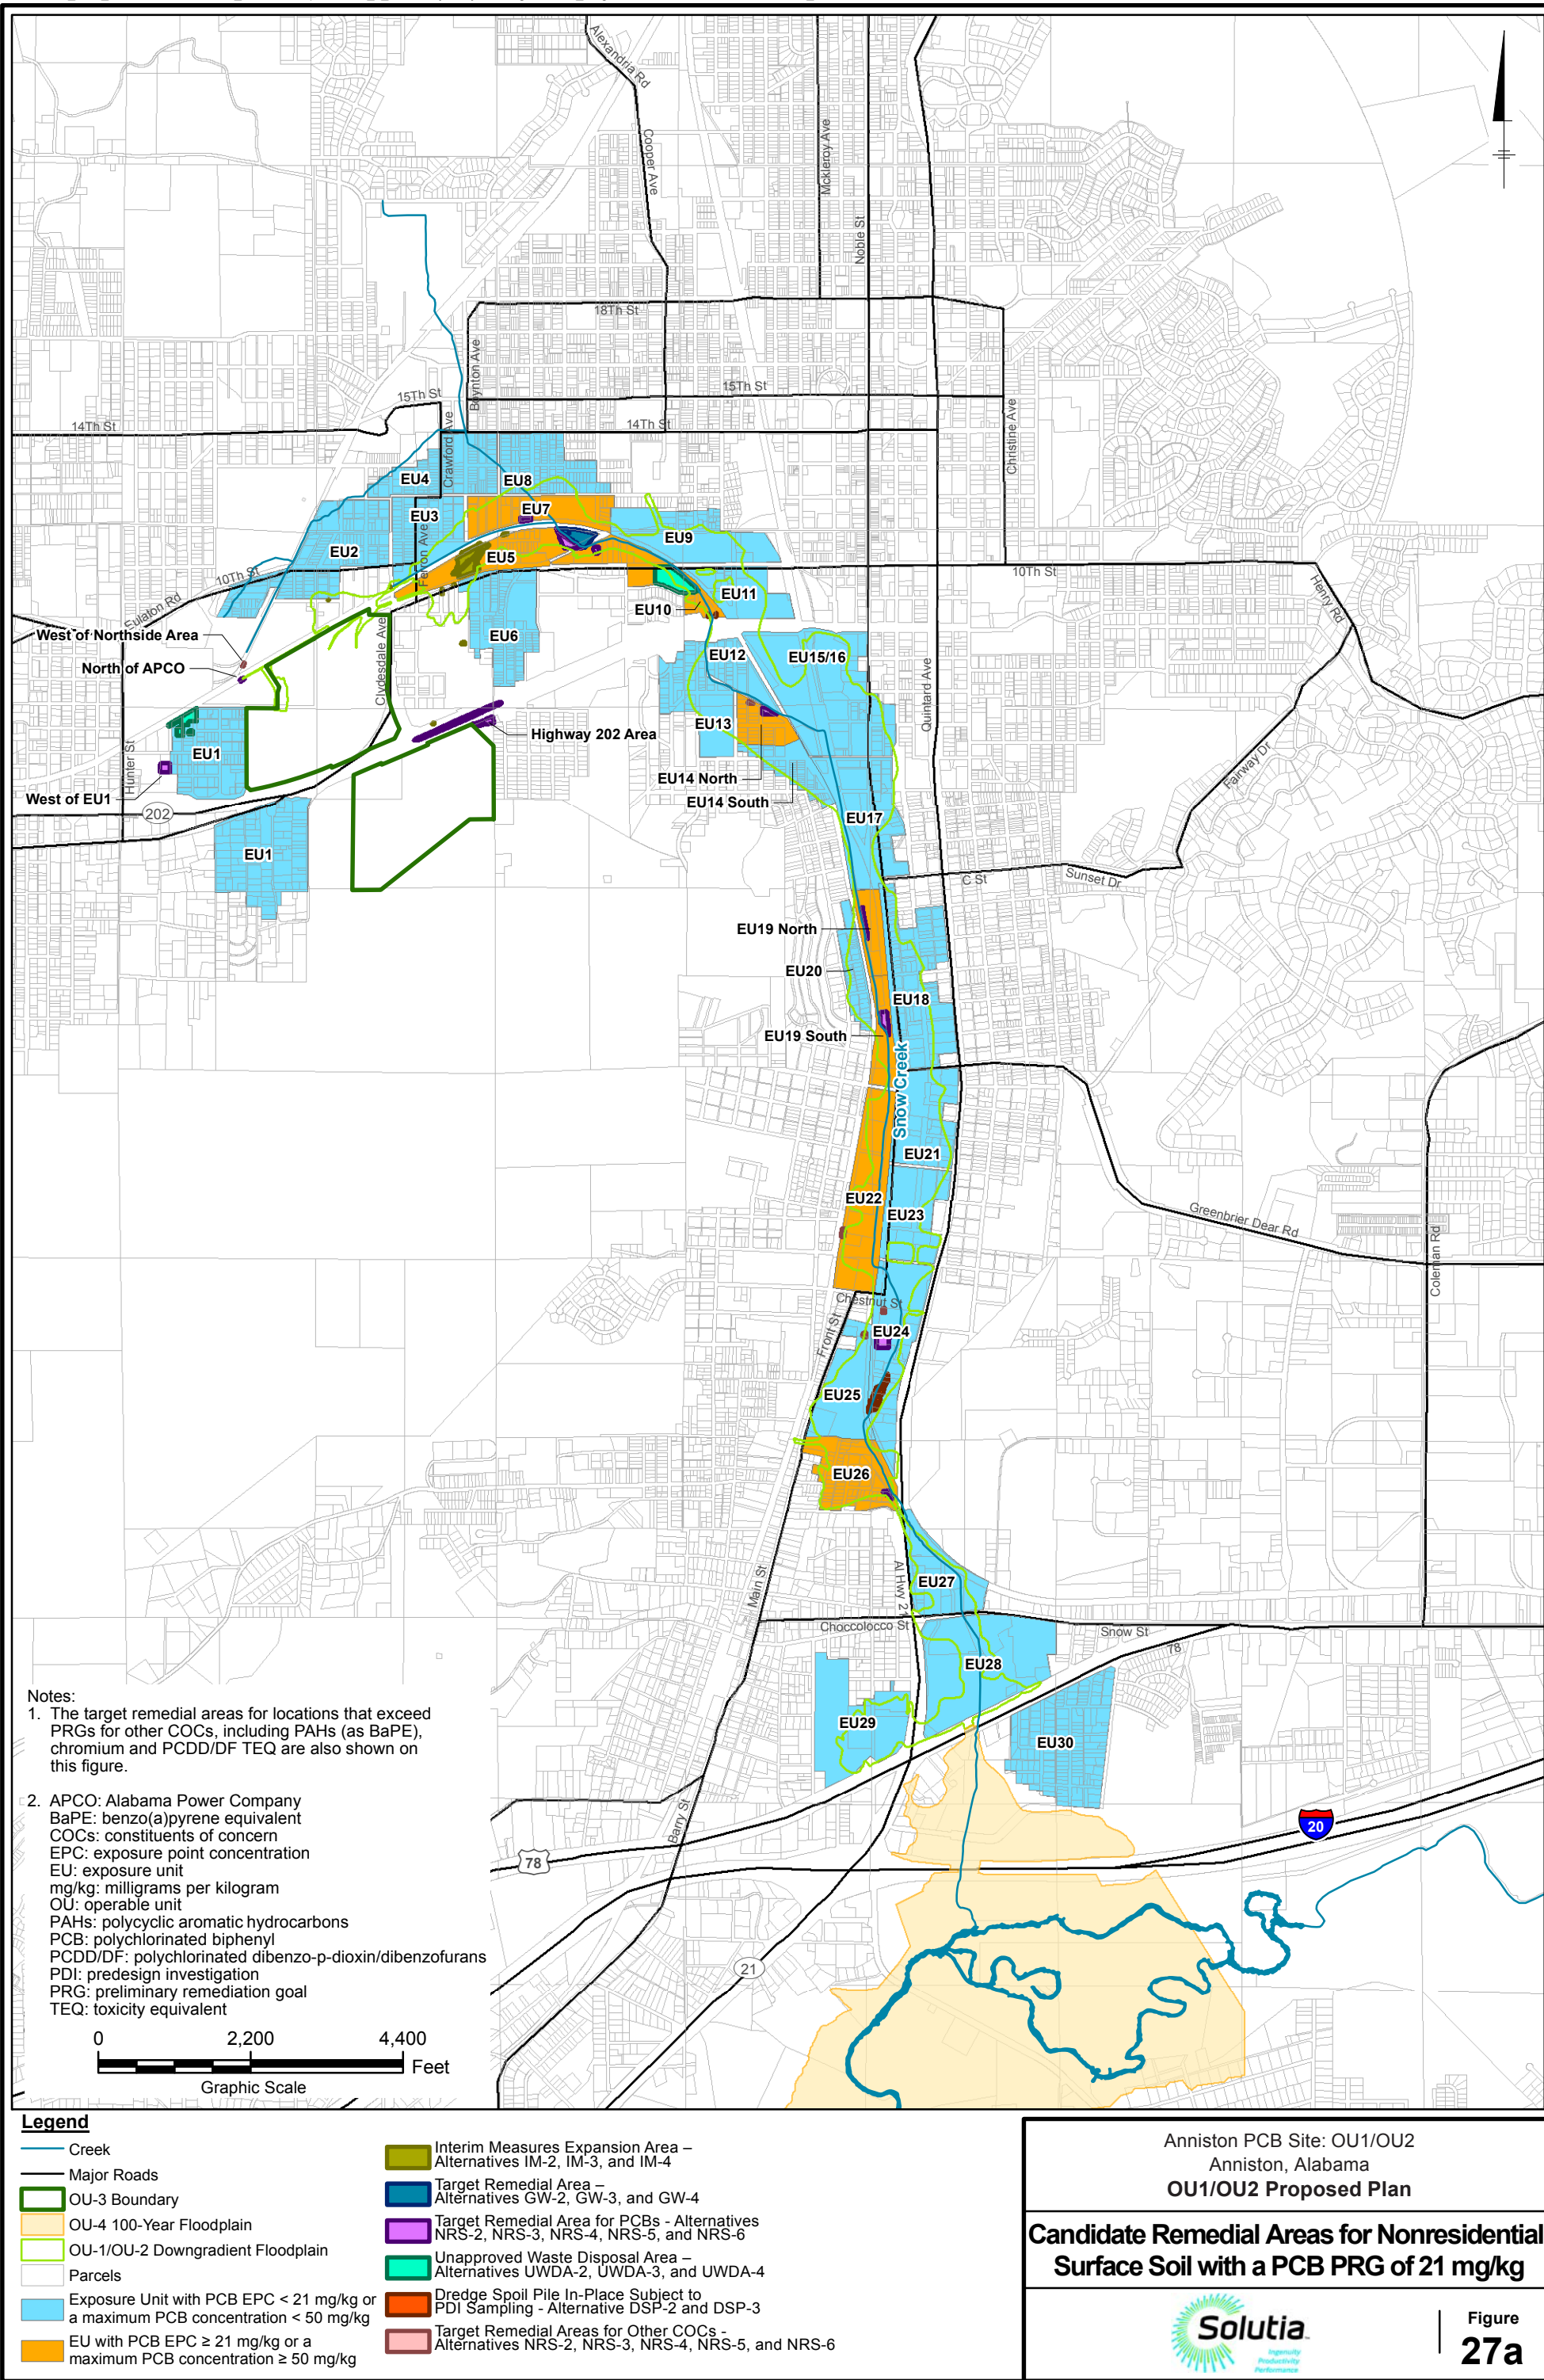 Alexandria Rd
Cooper Ave
Mckleroy Ave
Noble St
18Th St
Boynton Ave
15Th St
15Th St
14Th St
14Th St
Crawford Ave
Christine Ave
EU4
EU8
EU3
EU7
EU2
EU5
EU9
Ferron Ave
10Th St
10Th St
EU11
EU10
Eulaton Rd
Henry Rd
West of Northside Area
EU6
North of APCO
Clydesdale Ave
EU12
EU15/16
Quintard Ave
EU13
Highway 202 Area
EU1
Hunter St
EU14 North
Fairway Dr
West of EU1
EU14 South
202
EU17
EU1
C St
Sunset Dr
EU19 North
EU20
EU18
EU19 South
Snow Creek
EU21
EU22
EU23
Greenbrier Dear Rd
Coleman Rd
Chestnut St
Front St
EU24
EU25
EU26
Main St
Al Hwy 21
EU27
Choccolocco St
Snow St
78
EU28
EU29
EU30
Barry St
20
78
21
Notes:
1. The target remedial areas for locations that exceed
PRGs for other COCs, including PAHs (as BaPE),
chromium and PCDD/DF TEQ are also shown on
this figure.
2. APCO: Alabama Power Company
BaPE: benzo(a)pyrene equivalent
COCs: constituents of concern
EPC: exposure point concentration
EU: exposure unit
mg/kg: milligrams per kilogram
OU: operable unit
PAHs: polycyclic aromatic hydrocarbons
PCB: polychlorinated biphenyl
PCDD/DF: polychlorinated dibenzo-p-dioxin/dibenzofurans
PDI: predesign investigation
PRG: preliminary remediation goal
TEQ: toxicity equivalent
0 2,200 4,400
Feet
Graphic Scale
Legend
Creek
Major Roads
OU-3 Boundary
OU-4 100-Year Floodplain
OU-1/OU-2 Downgradient Floodplain
Parcels
Exposure Unit with PCB EPC < 21 mg/kg or
a maximum PCB concentration < 50 mg/kg
EU with PCB EPC ≥ 21 mg/kg or a
maximum PCB concentration ≥ 50 mg/kg
Interim Measures Expansion Area –
Alternatives IM-2, IM-3, and IM-4
Target Remedial Area –
Alternatives GW-2, GW-3, and GW-4
Target Remedial Area for PCBs - Alternatives
NRS-2, NRS-3, NRS-4, NRS-5, and NRS-6
Unapproved Waste Disposal Area –
Alternatives UWDA-2, UWDA-3, and UWDA-4
Dredge Spoil Pile In-Place Subject to
PDI Sampling - Alternative DSP-2 and DSP-3
Target Remedial Areas for Other COCs -
Alternatives NRS-2, NRS-3, NRS-4, NRS-5, and NRS-6
Anniston PCB Site: OU1/OU2
Anniston, Alabama
OU1/OU2 Proposed Plan
Candidate Remedial Areas for Nonresidential
Surface Soil with a PCB PRG of 21 mg/kg
Solutia
Ingenuity
Productivity
Performance
Figure
27a